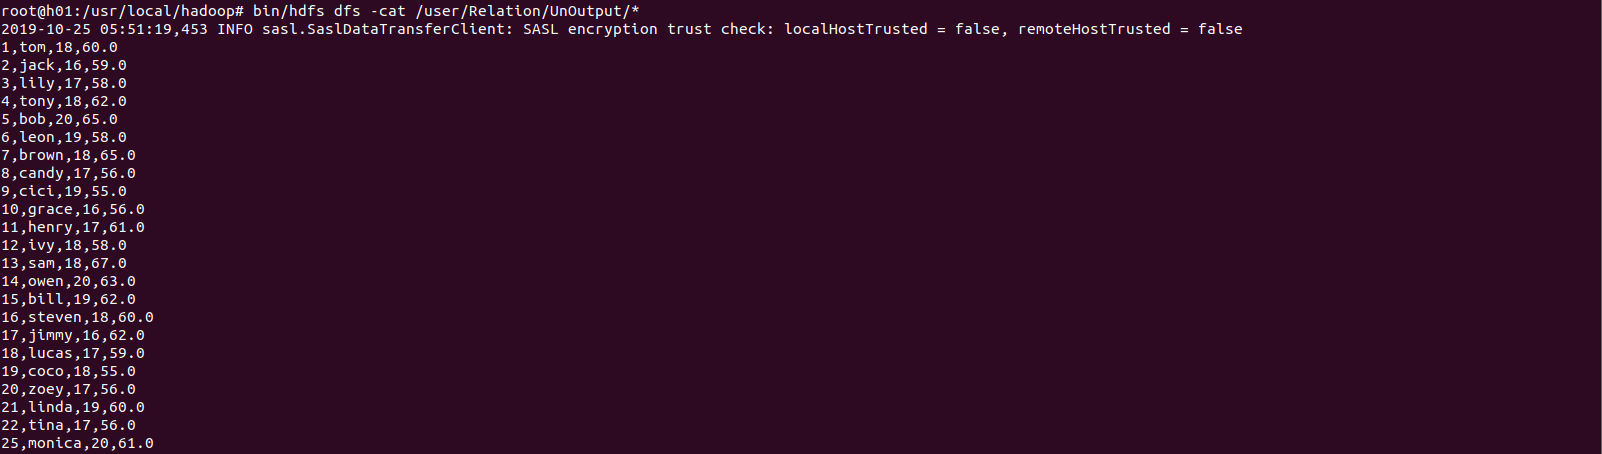 root@h01:/usr/local/hadoop# bin/hdfs dfs -cat /user/Relation/UnOutput/*
2019-10-25 05:51:19,453 INFO sasl.SaslDataTransferClient: SASL encryption trust check: localHostTrusted = false, remoteHostTrusted = false
1,tom,18,60.0
2,jack,16,59.0
3,lily,17,58.0
4,tony,18,62.0
5,bob,20,65.0
6,leon,19,58.0
7,brown,18,65.0
8,candy,17,56.0
9,cici,19,55.0
10,grace,16,56.0
11,henry,17,61.0
12,ivy,18,58.0
13,sam,18,67.0
14,owen,20,63.0
15,bill,19,62.0
16,steven,18,60.0
17,jimmy,16,62.0
18,lucas,17,59.0
19,coco,18,55.0
20,zoey,17,56.0
21,linda,19,60.0
22,tina,17,56.0
25,monica,20,61.0